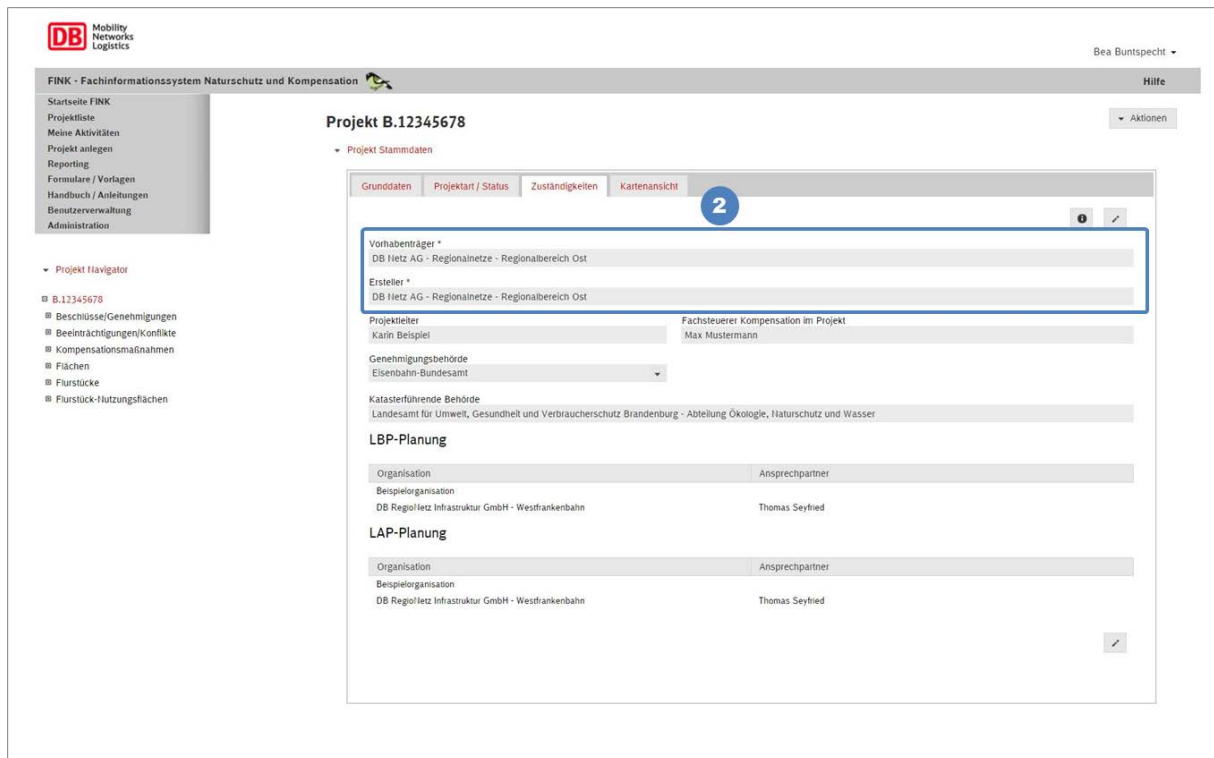 DB Mobility
Networks
Logistics
Bea Buntspecht
FINK - Fachinformationssystem Naturschutz und Kompensation
Hilfe
Startseite FINK
Projektliste
Meine Aktivitäten
Projekt anlegen
Reporting
Formulare / Vorlagen
Handbuch / Anleitungen
Benutzerverwaltung
Administration
Projekt Navigator
B.12345678
Beschlüsse/Genehmigungen
Beeinträchtigungen/Konflikte
Kompensationsmaßnahmen
Flächen
Flurstücke
Flurstück-Nutzungsflächen
Projekt B.12345678
Aktionen
Projekt Stammdaten
Grunddaten Projektart / Status Zuständigkeiten Kartenansicht
2
Vorhabenträger *
DB Netz AG - Regionalnetze - Regionalbereich Ost
Ersteller *
DB Netz AG - Regionalnetze - Regionalbereich Ost
Projektleiter Fachsteuerer Kompensation im Projekt
Karin Beispiel Max Mustermann
Genehmigungsbehörde
Eisenbahn-Bundesamt
Katasterführende Behörde
Landesamt für Umwelt, Gesundheit und Verbraucherschutz Brandenburg - Abteilung Ökologie, Naturschutz und Wasser
LBP-Planung
Organisation Ansprechpartner
Beispielorganisation
DB RegioNetz Infrastruktur GmbH - Westfrankenbahn Thomas Seyfried
LAP-Planung
Organisation Ansprechpartner
Beispielorganisation
DB RegioNetz Infrastruktur GmbH - Westfrankenbahn Thomas Seyfried